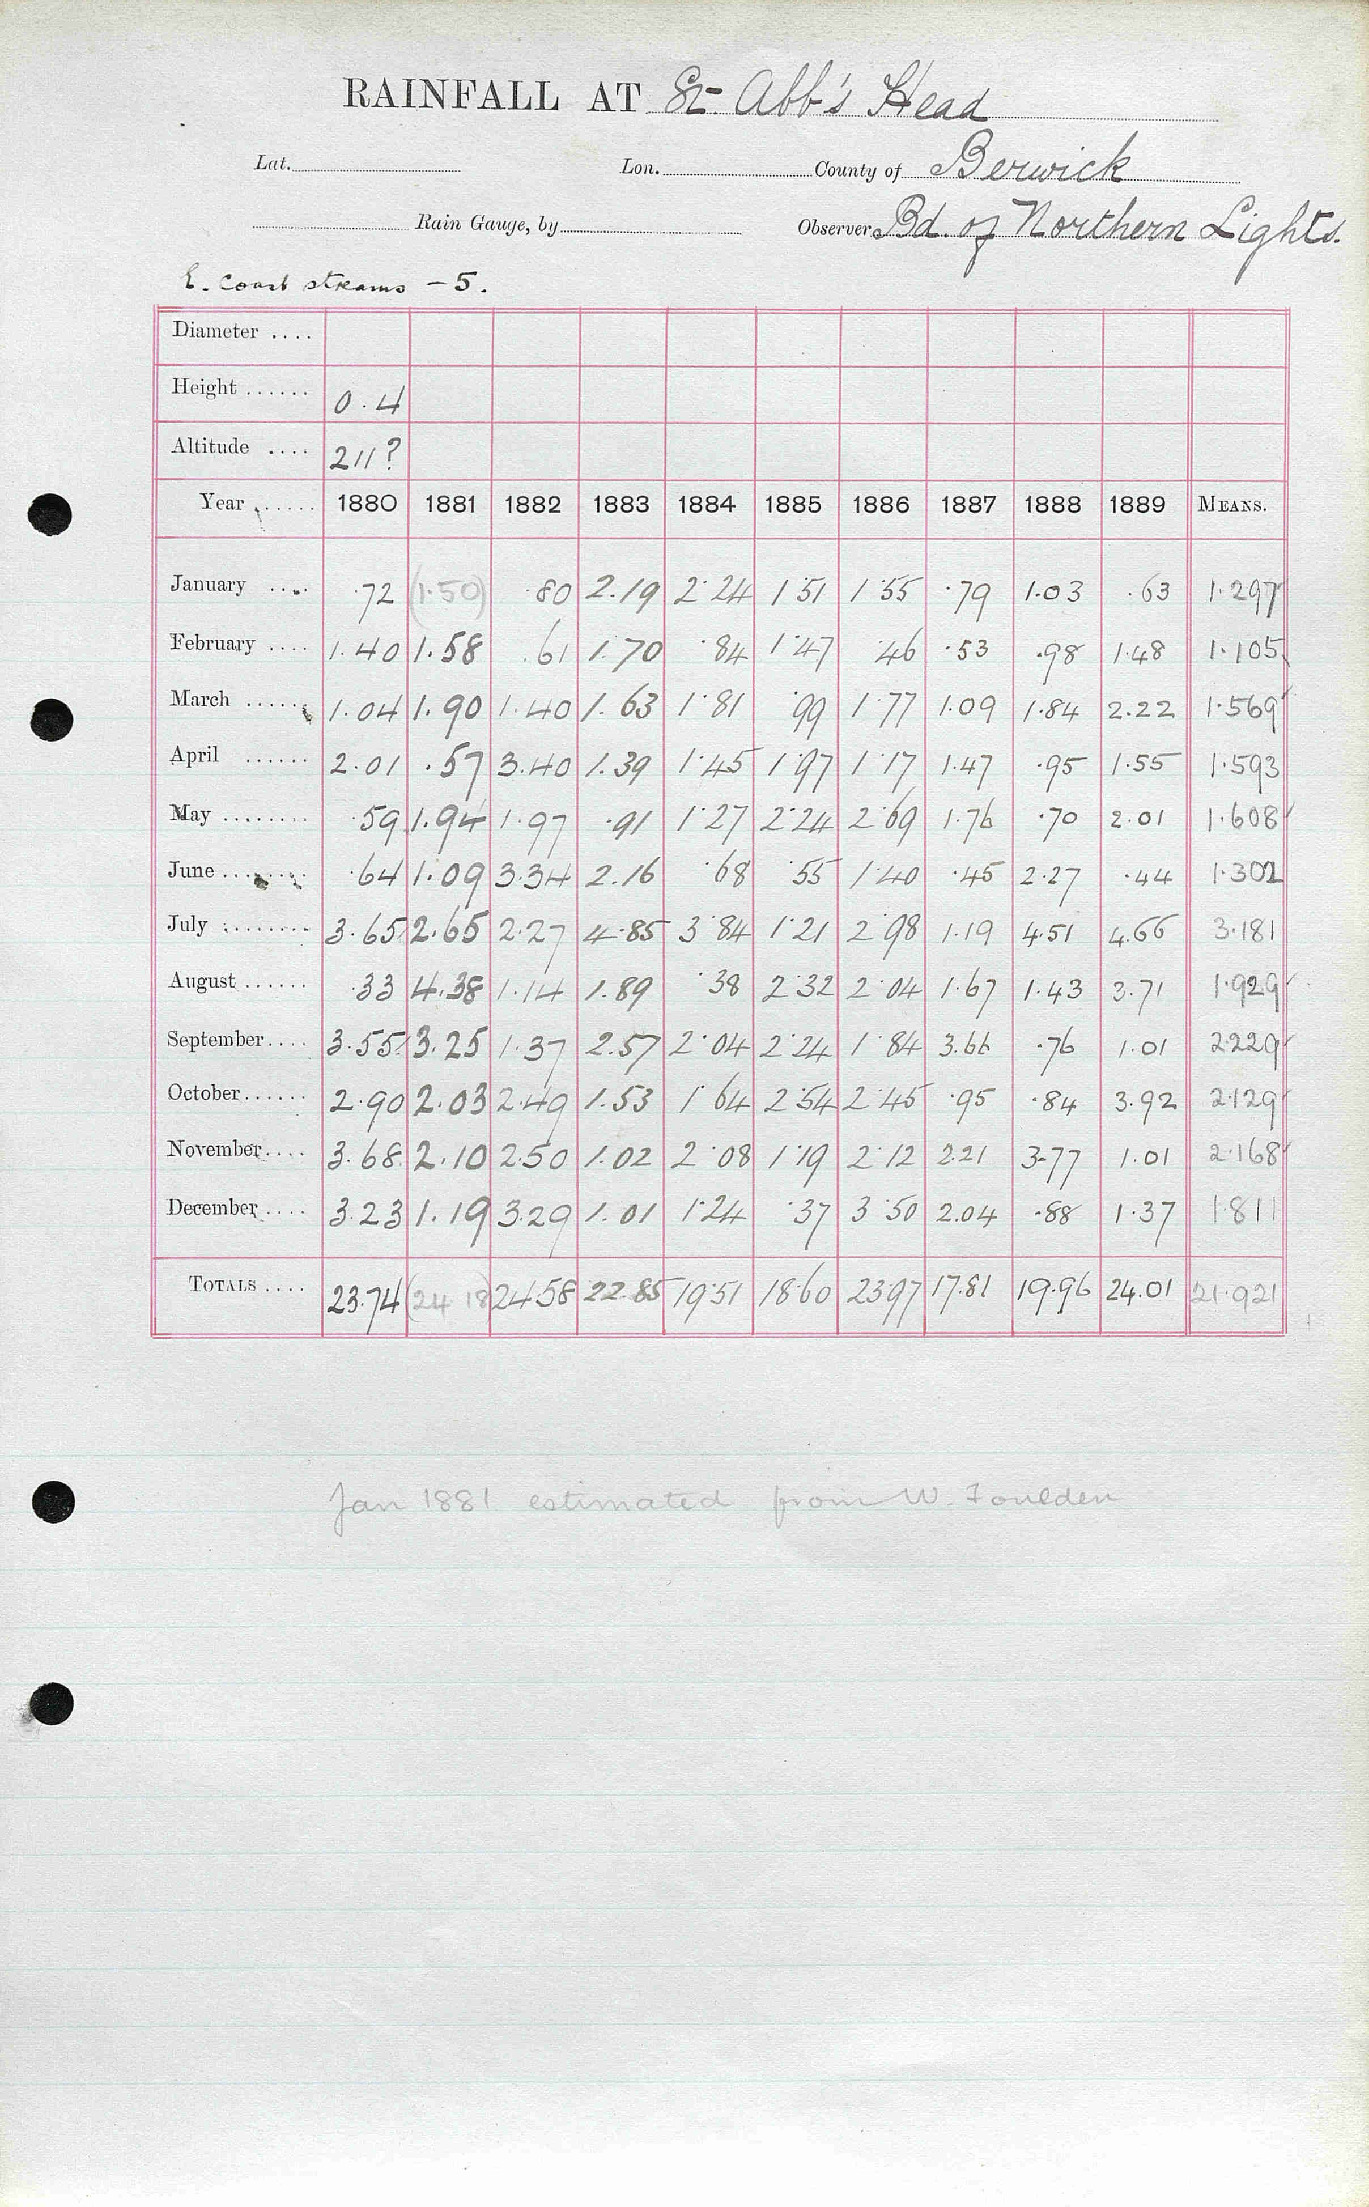 RAINFALL AT St. Abb's Head
Lat. Lon. County of Berwick
Rain Gauge, by Observer Bd. of Northern Lights.
E. Coast streams - 5.
Diameter ....
Height ...... 0.4
Altitude .... 211?
Year ...... 1880 1881 1882 1883 1884 1885 1886 1887 1888 1889 MEANS.
January .... .72 (1.50) .80 2.19 2.24 1.51 1.55 .79 1.03 .63 1.297
February .... 1.40 1.58 .61 1.70 .84 1.47 .46 .53 .98 1.48 1.105
March ...... 1.04 1.90 1.40 1.63 1.81 .99 1.77 1.09 1.84 2.22 1.569
April ...... 2.01 .57 3.40 1.39 1.45 1.97 1.17 1.47 .95 1.55 1.593
May ........ .59 1.94 1.97 .91 1.27 2.24 2.69 1.76 .70 2.01 1.608
June ........ .64 1.09 3.34 2.16 .68 .55 1.40 .45 2.27 .44 1.302
July ........ 3.65 2.65 2.27 4.85 3.84 1.21 2.98 1.19 4.51 4.66 3.181
August ...... .33 4.38 1.14 1.89 .38 2.32 2.04 1.67 1.43 3.71 1.929
September.... 3.55 3.25 1.37 2.57 2.04 2.24 1.84 3.66 .76 1.01 2.229
October...... 2.90 2.03 2.49 1.53 1.64 2.54 2.45 .95 .84 3.92 2.129
November.... 3.68 2.10 2.50 1.02 2.08 1.19 2.12 2.21 3.77 1.01 2.168
December.... 3.23 1.19 3.29 1.01 1.24 .37 3.50 2.04 .88 1.37 1.811
TOTALS .... 23.74 (24.18) 24.58 22.85 19.51 18.60 23.97 17.81 19.96 24.01 21.921
Jan 1881 estimated from W. Foulden